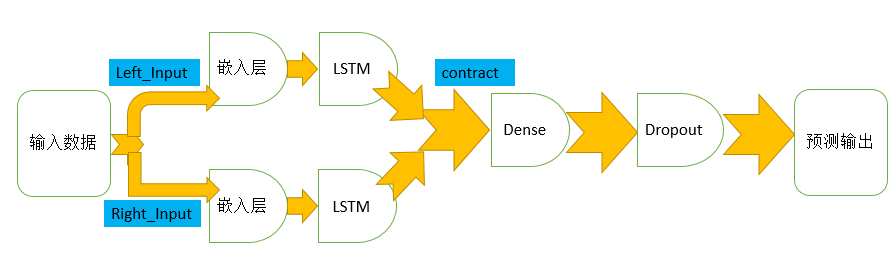 Left_Input
嵌入层
LSTM
contract
输入数据
Dense
Dropout
预测输出
Right_Input
嵌入层
LSTM